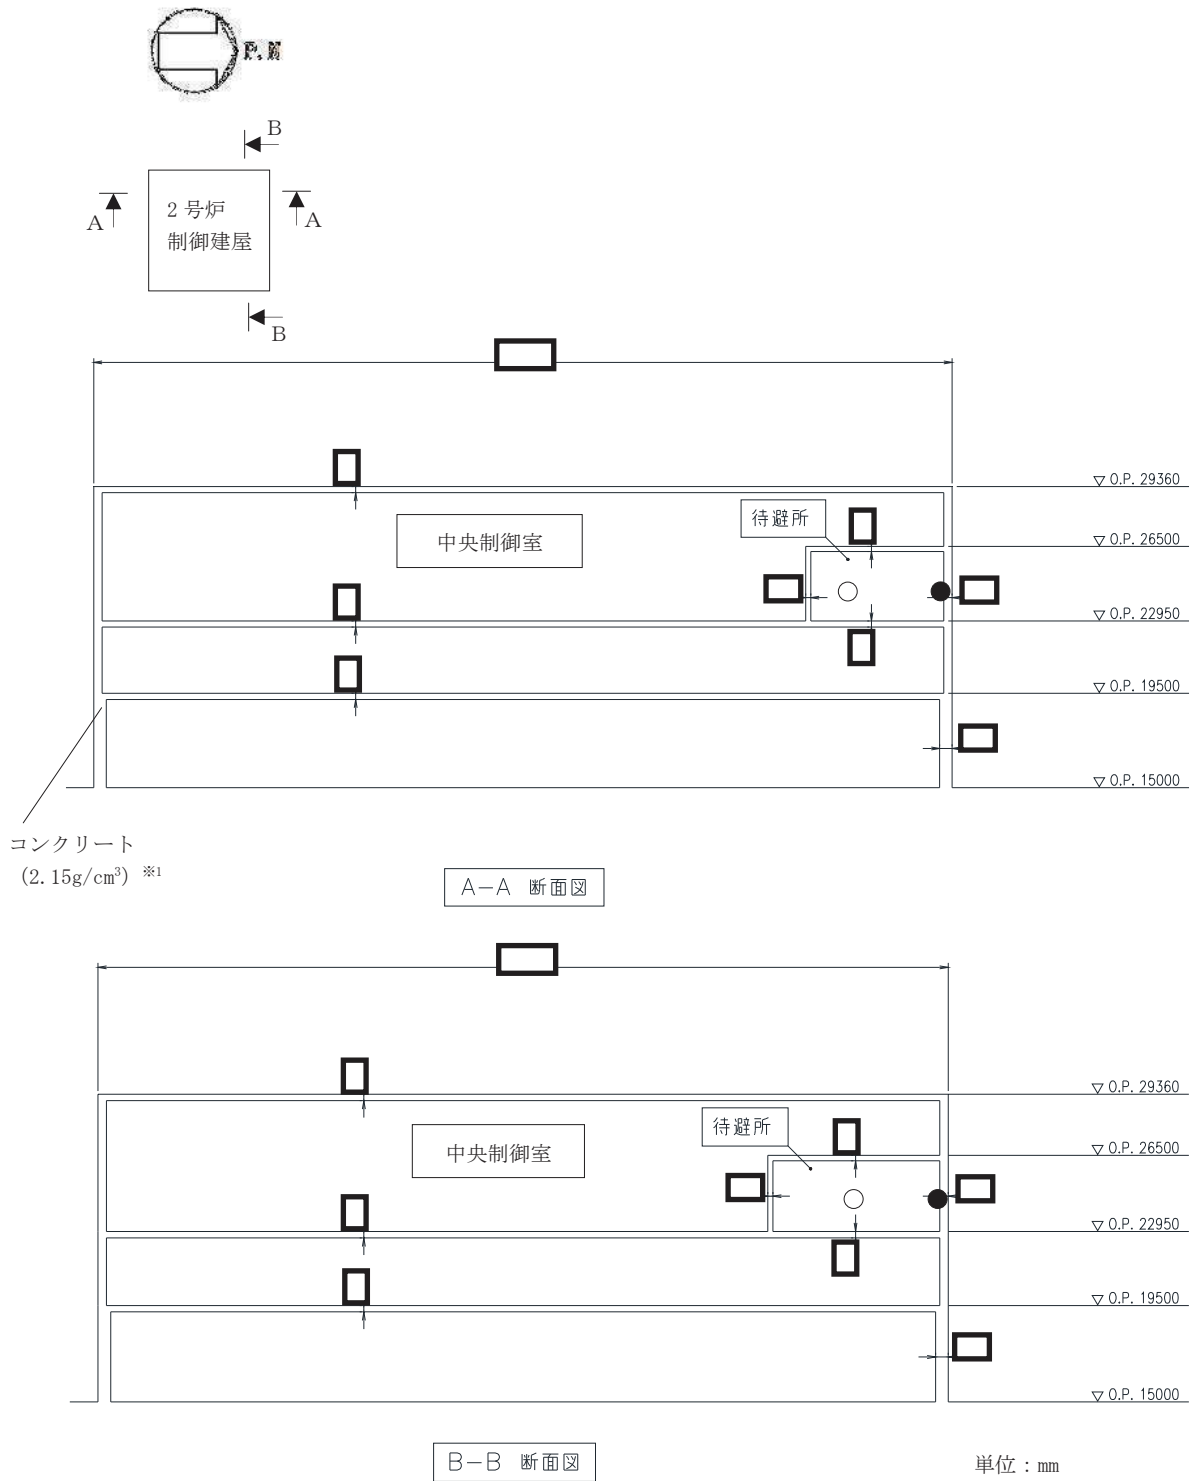 P.N
B
2 号炉
制御建屋
A
A
B
▽ O.P. 29360
待避所
中央制御室
▽ O.P. 26500
▽ O.P. 22950
▽ O.P. 19500
▽ O.P. 15000
コンクリート
(2.15g/cm³) ※1
A-A 断面図
▽ O.P. 29360
待避所
中央制御室
▽ O.P. 26500
▽ O.P. 22950
▽ O.P. 19500
▽ O.P. 15000
B-B 断面図
単位：mm